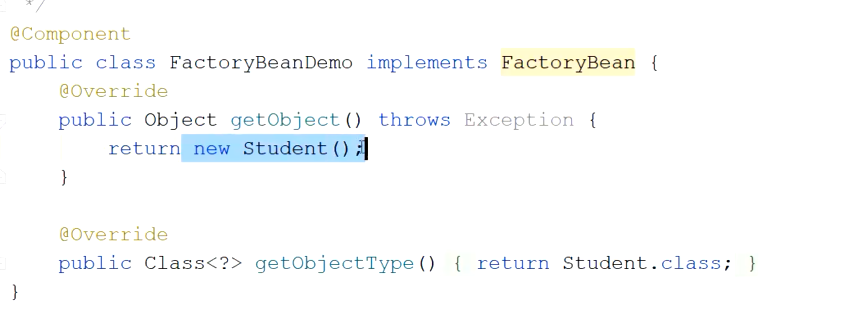 */
@Component
public class FactoryBeanDemo implements FactoryBean {
@Override
public Object getObject() throws Exception {
return new Student();
}
@Override
public Class<?> getObjectType() { return Student.class; }
}